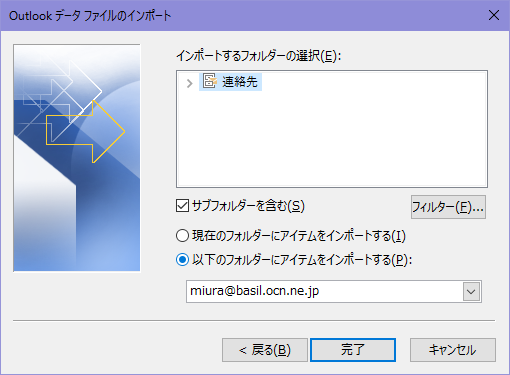 Outlook データ ファイルのインポート
インポートするフォルダーの選択(E):
連絡先
サブフォルダーを含む(S)
フィルター(F)...
現在のフォルダーにアイテムをインポートする(I)
以下のフォルダーにアイテムをインポートする(P):
miura@basil.ocn.ne.jp
< 戻る(B)
完了
キャンセル